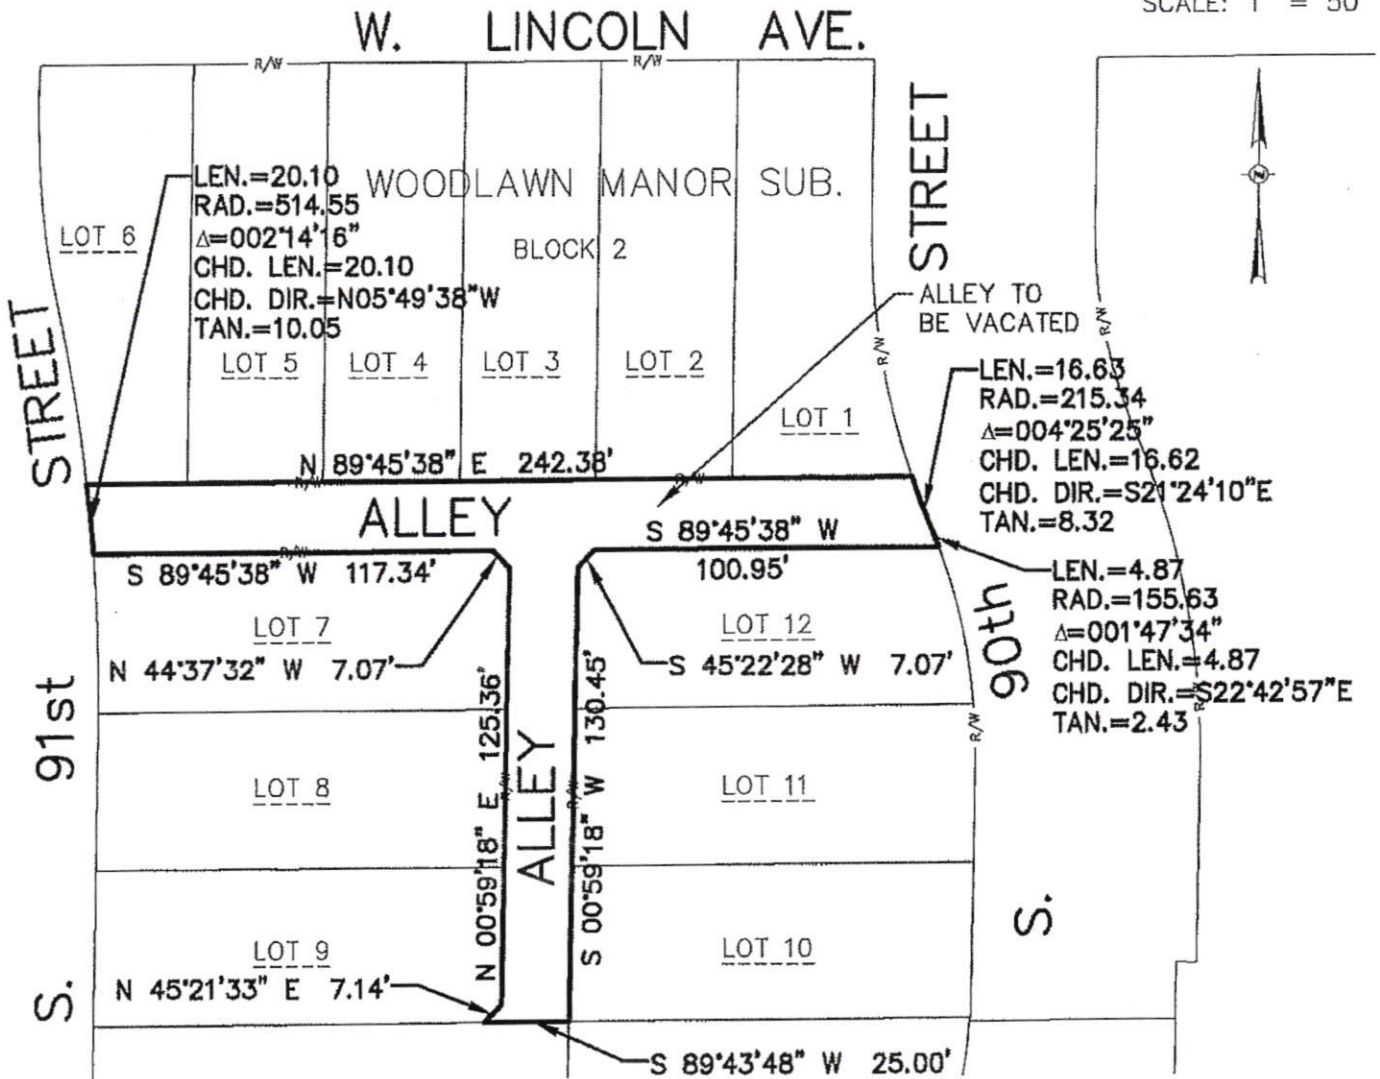 SCALE: 1" = 50'
W. LINCOLN AVE.
R/W
R/W
STREET
LEN.=20.10
RAD.=514.55
Δ=002°14'16"
CHD. LEN.=20.10
CHD. DIR.=N05°49'38"W
TAN.=10.05
WOODLAWN MANOR SUB.
BLOCK 2
LOT 6
LOT 5
LOT 4
LOT 3
LOT 2
LOT 1
ALLEY TO
BE VACATED
R/W
R/W
STREET
LEN.=16.63
RAD.=215.34
Δ=004°25'25"
CHD. LEN.=16.62
CHD. DIR.=S21°24'10"E
TAN.=8.32
N 89°45'38" E 242.38'
R/W
R/W
ALLEY
S 89°45'38" W
100.95'
R/W
S 89°45'38" W 117.34'
LEN.=4.87
RAD.=155.63
Δ=001°47'34"
CHD. LEN.=4.87
CHD. DIR.=S22°42'57"E
TAN.=2.43
R/W
R/W
LOT 7
LOT 12
N 44°37'32" W 7.07'
S 45°22'28" W 7.07'
90th
91st
N 00°59'18" E 125.36'
R/W
ALLEY
R/W
S 00°59'18" W 130.45'
LOT 8
LOT 11
LOT 9
LOT 10
N 45°21'33" E 7.14'
S.
S.
S 89°43'48" W 25.00'